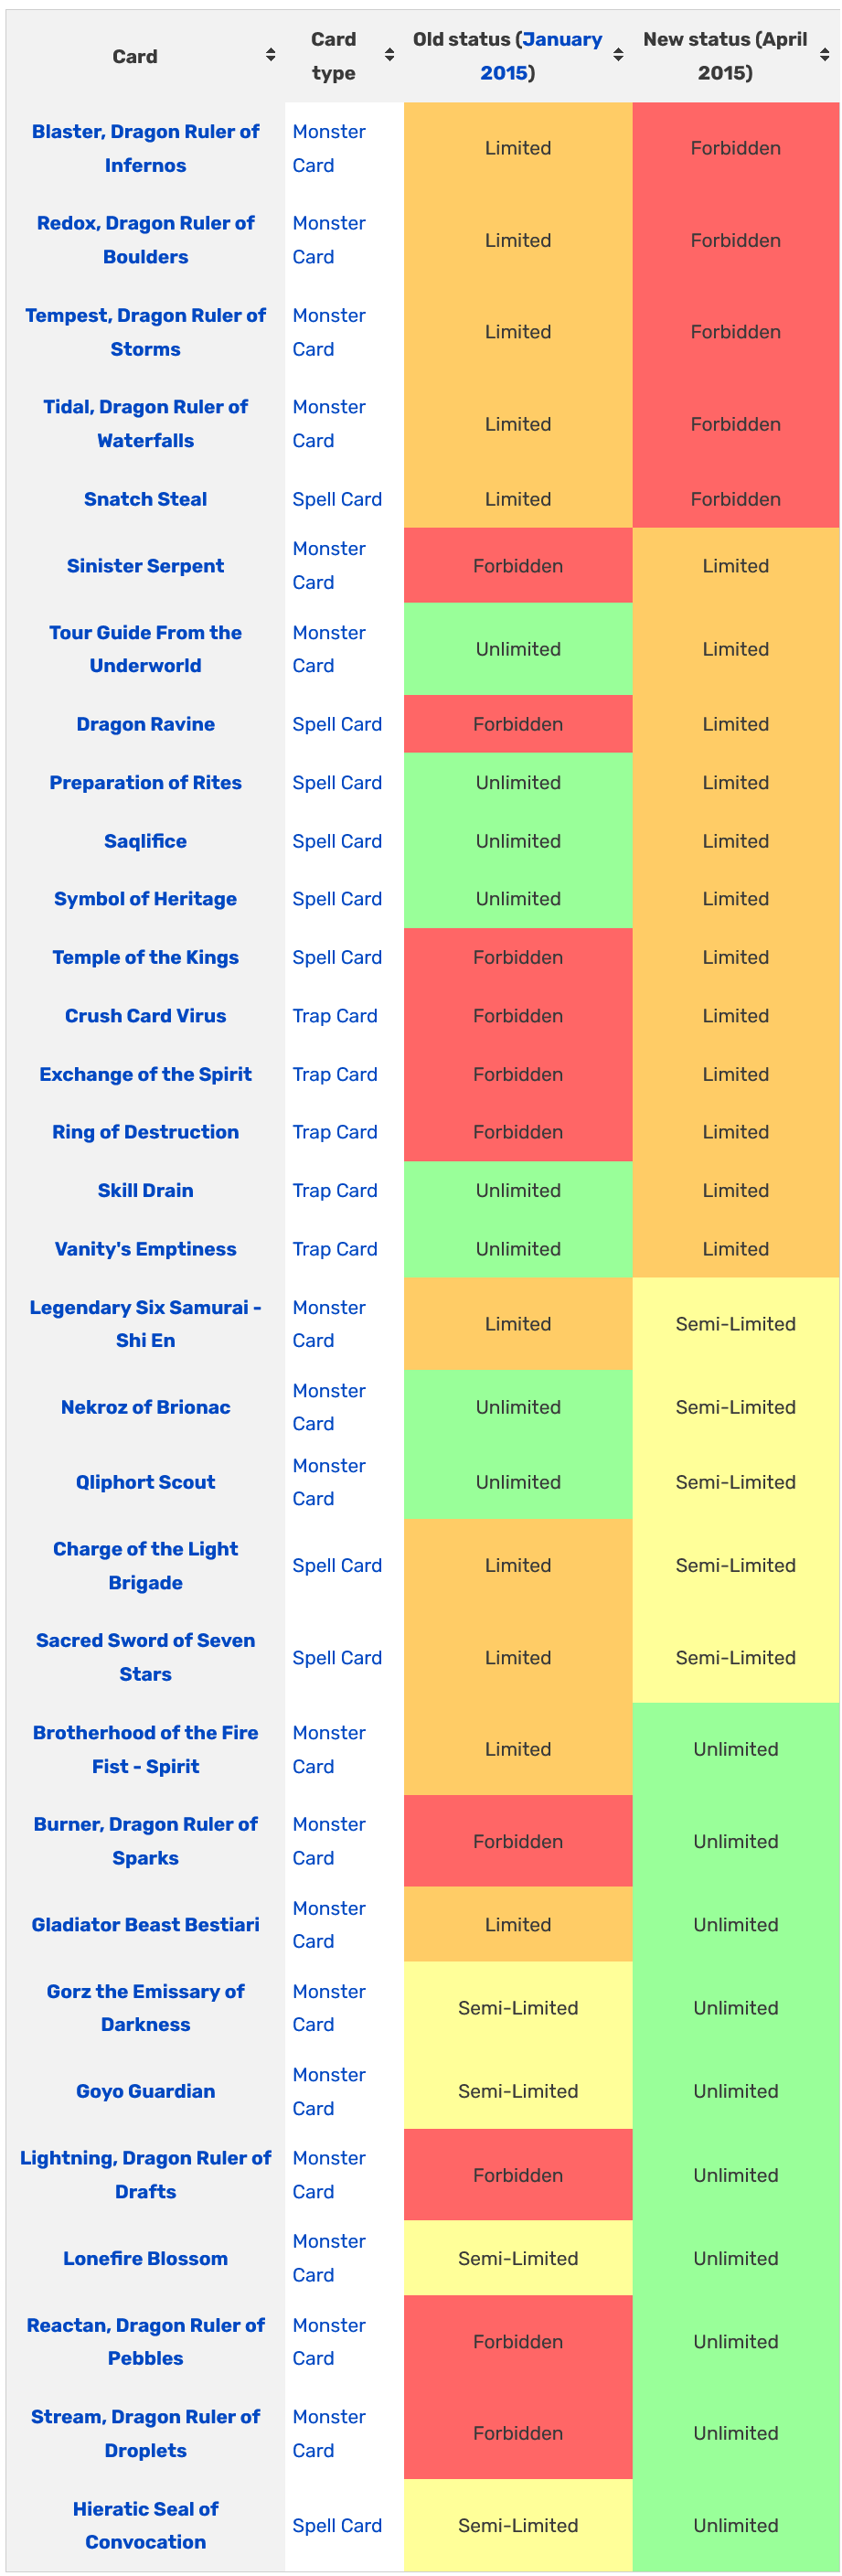 Card Card type Old status (January 2015) New status (April 2015)
Blaster, Dragon Ruler of Infernos Monster Card Limited Forbidden
Redox, Dragon Ruler of Boulders Monster Card Limited Forbidden
Tempest, Dragon Ruler of Storms Monster Card Limited Forbidden
Tidal, Dragon Ruler of Waterfalls Monster Card Limited Forbidden
Snatch Steal Spell Card Limited Forbidden
Sinister Serpent Monster Card Forbidden Limited
Tour Guide From the Underworld Monster Card Unlimited Limited
Dragon Ravine Spell Card Forbidden Limited
Preparation of Rites Spell Card Unlimited Limited
Saqlifice Spell Card Unlimited Limited
Symbol of Heritage Spell Card Unlimited Limited
Temple of the Kings Spell Card Forbidden Limited
Crush Card Virus Trap Card Forbidden Limited
Exchange of the Spirit Trap Card Forbidden Limited
Ring of Destruction Trap Card Forbidden Limited
Skill Drain Trap Card Unlimited Limited
Vanity's Emptiness Trap Card Unlimited Limited
Legendary Six Samurai - Shi En Monster Card Limited Semi-Limited
Nekroz of Brionac Monster Card Unlimited Semi-Limited
Qliphort Scout Monster Card Unlimited Semi-Limited
Charge of the Light Brigade Spell Card Limited Semi-Limited
Sacred Sword of Seven Stars Spell Card Limited Semi-Limited
Brotherhood of the Fire Fist - Spirit Monster Card Limited Unlimited
Burner, Dragon Ruler of Sparks Monster Card Forbidden Unlimited
Gladiator Beast Bestiari Monster Card Limited Unlimited
Gorz the Emissary of Darkness Monster Card Semi-Limited Unlimited
Goyo Guardian Monster Card Semi-Limited Unlimited
Lightning, Dragon Ruler of Drafts Monster Card Forbidden Unlimited
Lonefire Blossom Monster Card Semi-Limited Unlimited
Reactan, Dragon Ruler of Pebbles Monster Card Forbidden Unlimited
Stream, Dragon Ruler of Droplets Monster Card Forbidden Unlimited
Hieratic Seal of Convocation Spell Card Semi-Limited Unlimited